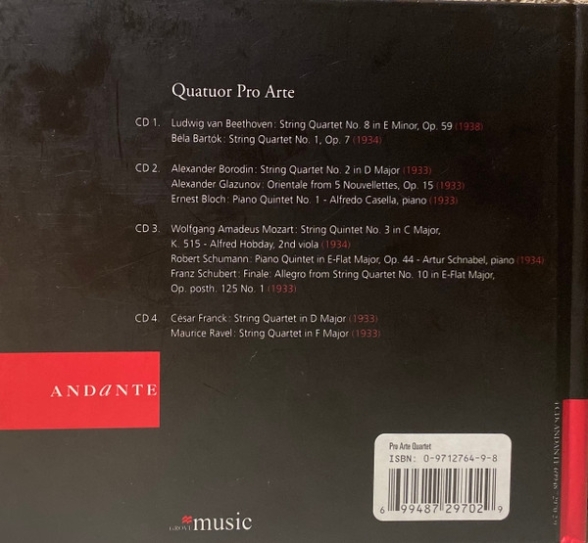 Quatuor Pro Arte
CD 1. Ludwig van Beethoven: String Quartet No. 8 in E Minor, Op. 59 (1938)
Béla Bartók: String Quartet No. 1, Op. 7 (1934)
CD 2. Alexander Borodin: String Quartet No. 2 in D Major (1933)
Alexander Glazunov: Orientale from 5 Nouvellettes, Op. 15 (1933)
Ernest Bloch: Piano Quintet No. 1 - Alfredo Casella, piano (1933)
CD 3. Wolfgang Amadeus Mozart: String Quintet No. 3 in C Major,
K. 515 - Alfred Hobday, 2nd viola (1934)
Robert Schumann: Piano Quintet in E-Flat Major, Op. 44 - Artur Schnabel, piano (1934)
Franz Schubert: Finale: Allegro from String Quartet No. 10 in E-Flat Major,
Op. posth. 125 No. 1 (1933)
CD 4. César Franck: String Quartet in D Major (1933)
Maurice Ravel: String Quartet in F Major (1933)
ANDaNTE
Pro Arte Quartet
ISBN: 0-9712764-9-8
6 99487 29702 9
music